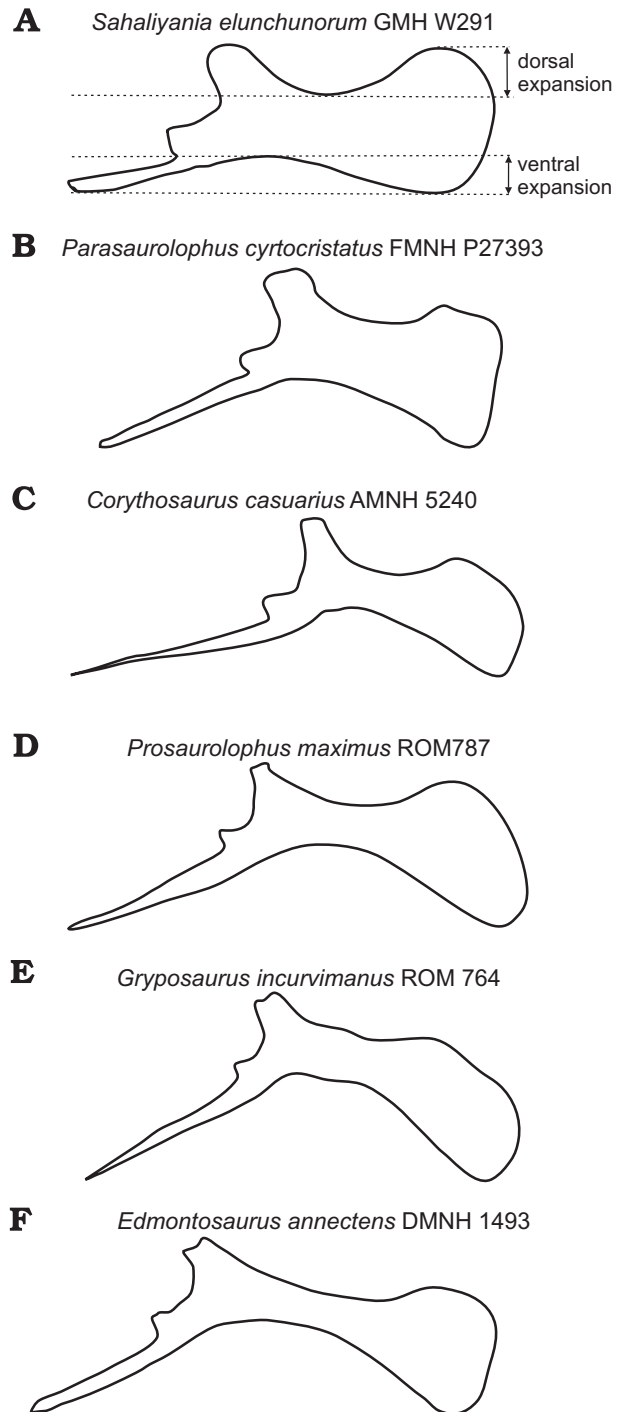 A Sahaliyania elunchunorum GMH W291
dorsal
expansion
ventral
expansion
B Parasaurolophus cyrtocristatus FMNH P27393
C Corythosaurus casuarius AMNH 5240
D Prosaurolophus maximus ROM787
E Gryposaurus incurvimanus ROM 764
F Edmontosaurus annectens DMNH 1493